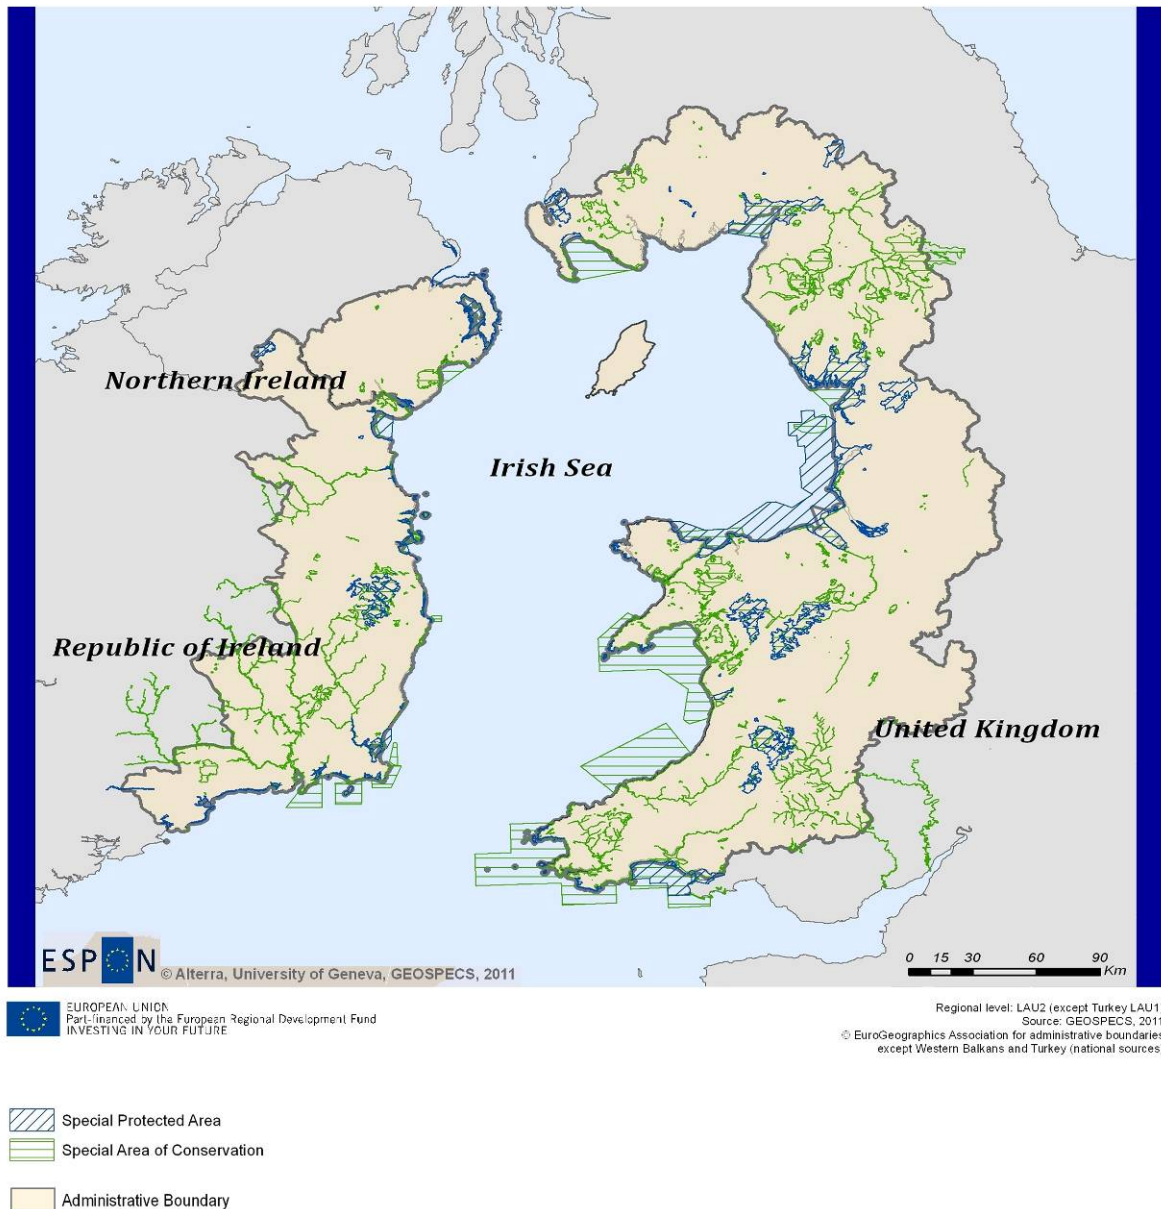 Northern Ireland
Irish Sea
Republic of Ireland
United Kingdom
ESPON
© Alterra, University of Geneva, GEOSPECS, 2011
0 15 30 60 90
Km
EUROPEAN UNION
Part-financed by the European Regional Development Fund
INVESTING IN YOUR FUTURE
Regional level: LAU2 (except Turkey LAU1)
Source: GEOSPECS, 2011
© EuroGeographics Association for administrative boundaries
except Western Balkans and Turkey (national sources)
Special Protected Area
Special Area of Conservation
Administrative Boundary